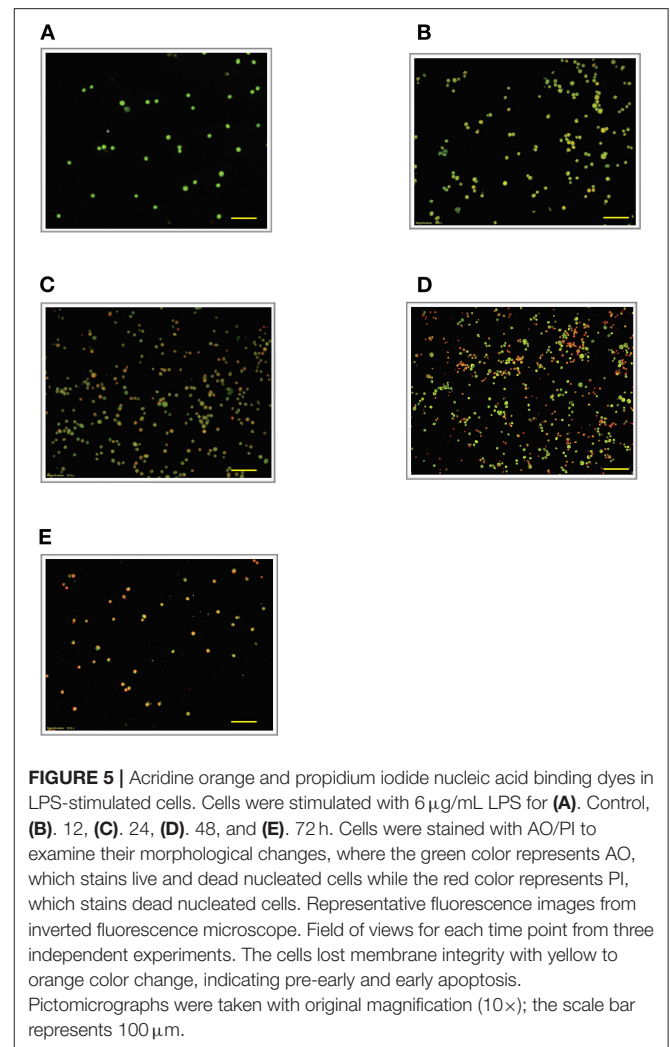 A
B
C
D
E
FIGURE 5 | Acridine orange and propidium iodide nucleic acid binding dyes in
LPS-stimulated cells. Cells were stimulated with 6 μg/mL LPS for (A). Control,
(B). 12, (C). 24, (D). 48, and (E). 72 h. Cells were stained with AO/PI to
examine their morphological changes, where the green color represents AO,
which stains live and dead nucleated cells while the red color represents PI,
which stains dead nucleated cells. Representative fluorescence images from
inverted fluorescence microscope. Field of views for each time point from three
independent experiments. The cells lost membrane integrity with yellow to
orange color change, indicating pre-early and early apoptosis.
Pictomicrographs were taken with original magnification (10×); the scale bar
represents 100 μm.